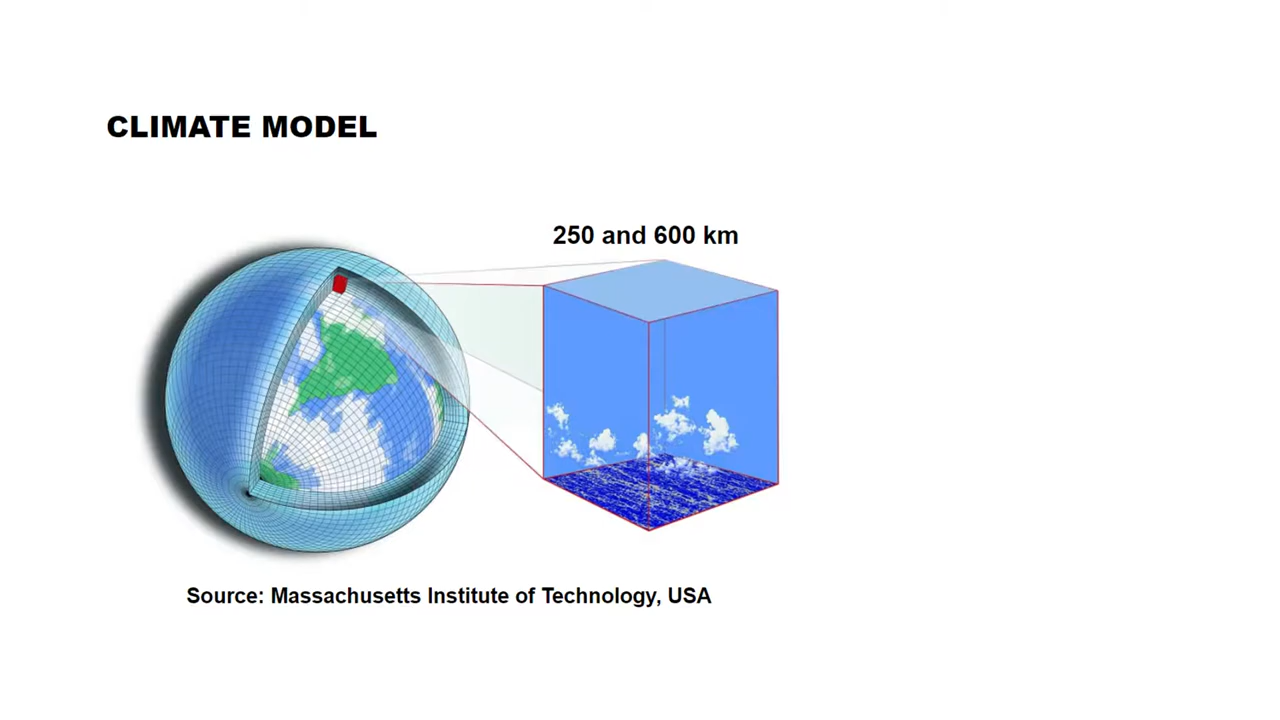 CLIMATE MODEL
250 and 600 km
Source: Massachusetts Institute of Technology, USA